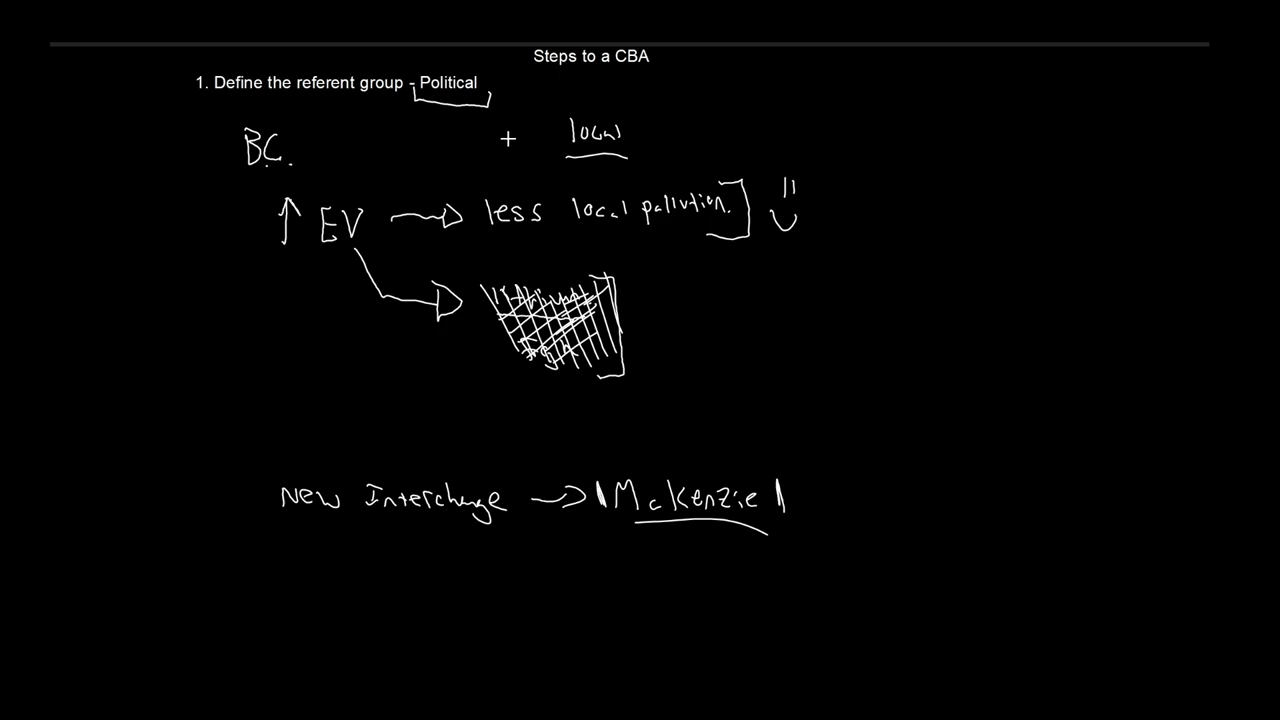 Steps to a CBA
1. Define the referent group - Political
B.C.
+ local
↑ EV → less local pollution.
New Interchange → McKenzie